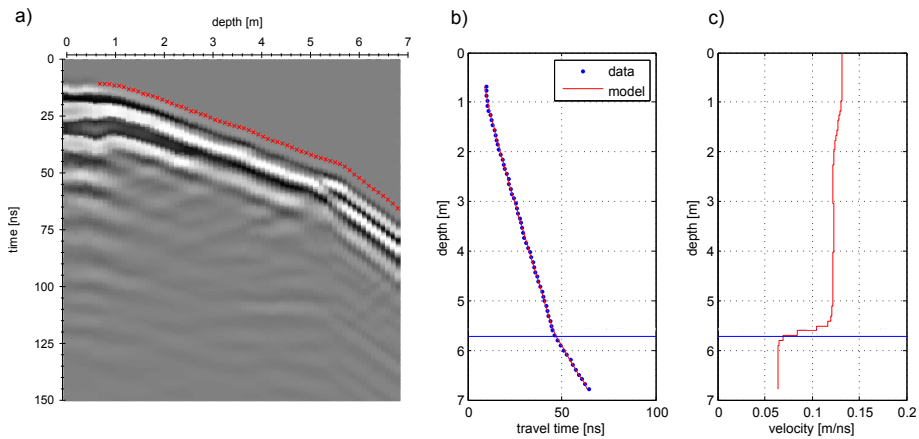 a)
depth [m]
0 1 2 3 4 5 6 7
0
25
50
75
100
125
150
time [ns]
b)
0
1
2
3
4
5
6
7
depth [m]
data
model
0 50 100
travel time [ns]
c)
0
1
2
3
4
5
6
7
depth [m]
0 0.05 0.1 0.15 0.2
velocity [m/ns]